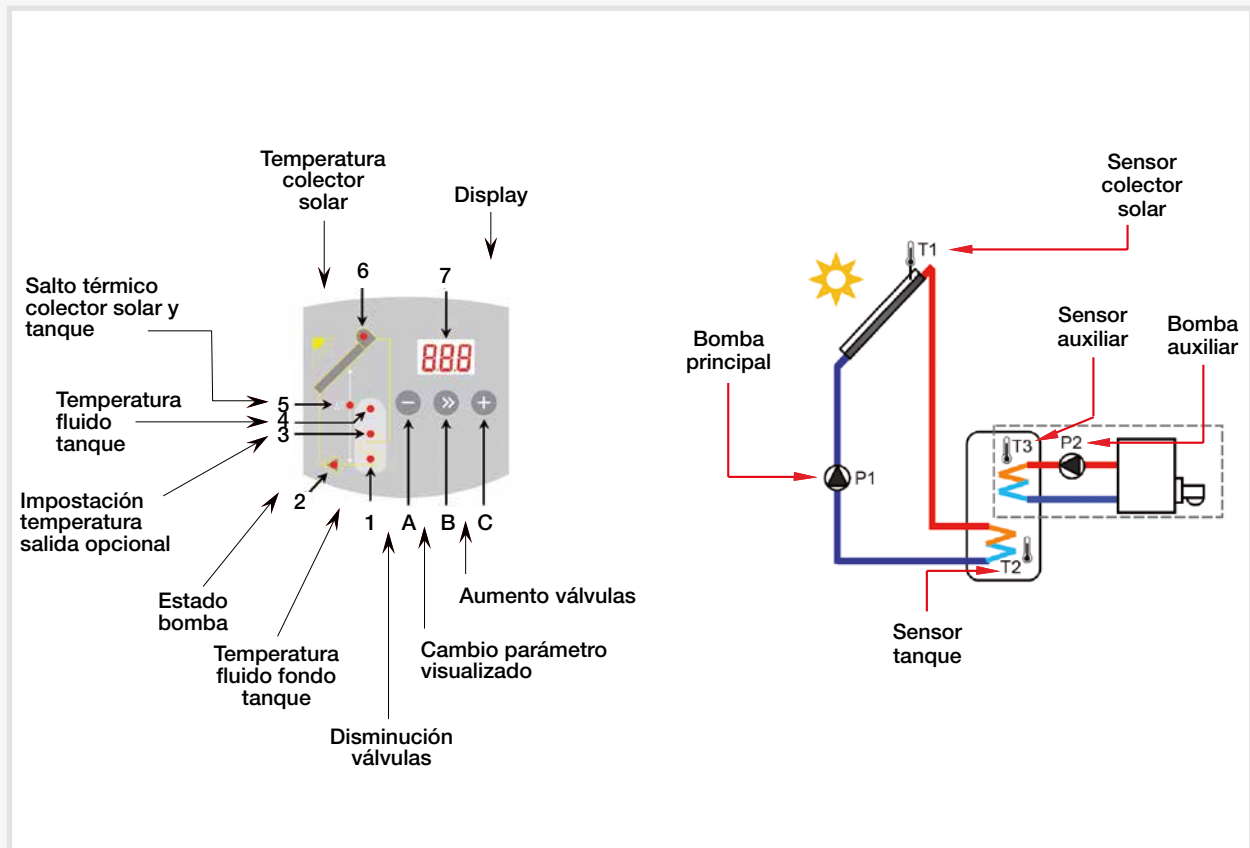 Temperatura
colector
solar
Display
6
7
Salto térmico
colector solar y
tanque
888
5
Temperatura
fluido
tanque
4
3
Impostación
temperatura
salida opcional
2
1
A
B
C
Estado
bomba
Temperatura
fluido fondo
tanque
Aumento válvulas
Cambio parámetro
visualizado
Disminución
válvulas
Sensor
colector
solar
T1
Sensor
auxiliar
Bomba
auxiliar
Bomba
principal
T3
P2
P1
T2
Sensor
tanque